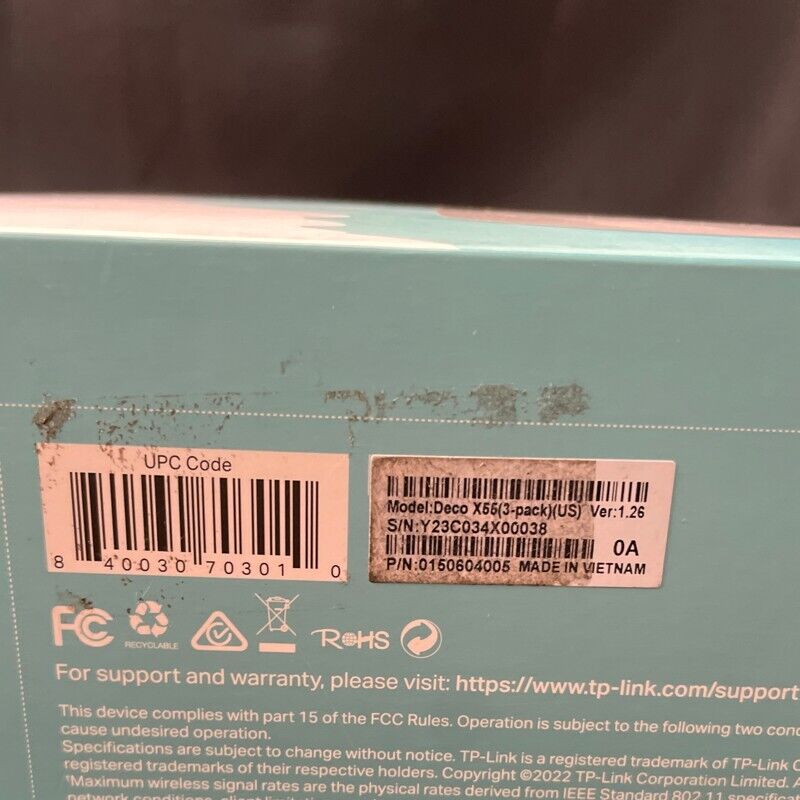 UPC Code
8 40030 70301 0
Model:Deco X55(3-pack)(US) Ver:1.26
S/N:Y23C034X00038
0A
P/N:0150604005 MADE IN VIETNAM
FC
RECYCLABLE
RoHS
For support and warranty, please visit: https://www.tp-link.com/support
This device complies with part 15 of the FCC Rules. Operation is subject to the following two
cause undesired operation.
Specifications are subject to change without notice. TP-Link is a registered trademark of TP-Link
registered trademarks of their respective holders. Copyright ©2022 TP-Link Corporation Limited.
Maximum wireless signal rates are the physical rates derived from IEEE Standard 802.11
network conditions, client